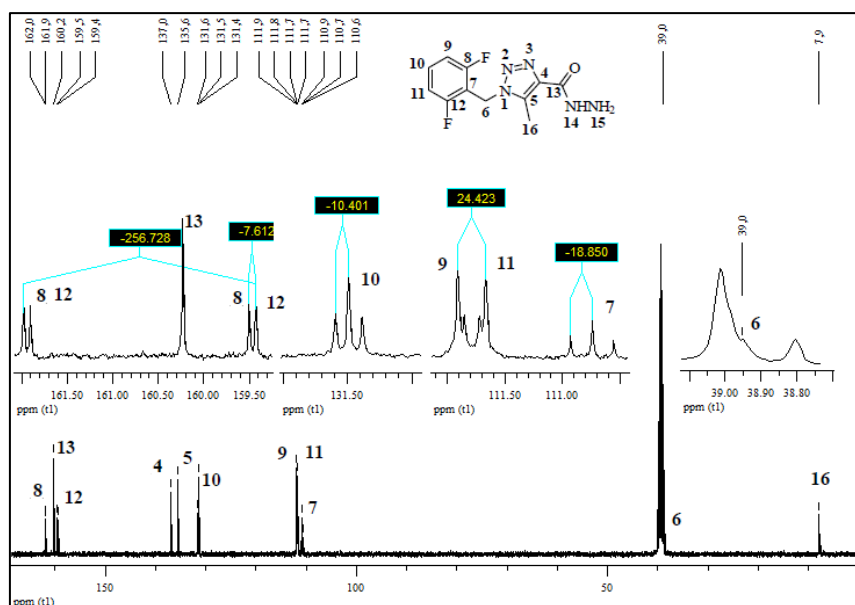 162,0 161,9 160,2 159,5 159,4 137,0 135,6 131,6 131,5 131,4 111,9 111,8 111,7 111,7 110,9 110,7 110,6 39,0 7,9
9 F 2 3
10 8 N N 4 O
7 N
11 12 1 5 13
F 6 NHNH2
16 14 15
-256.728 13 -7.612 -10.401 24.423 -18.850 39,0
8 12 8 12 10 9 11 7 6
161.50 161.00 160.50 160.00 159.50 131.50 111.50 111.00 39.00 38.90 38.80
ppm (t1) ppm (t1) ppm (t1) ppm (t1)
13 9 11
8 12 4 5 10 7 6 16
150 100 50
ppm (t1)